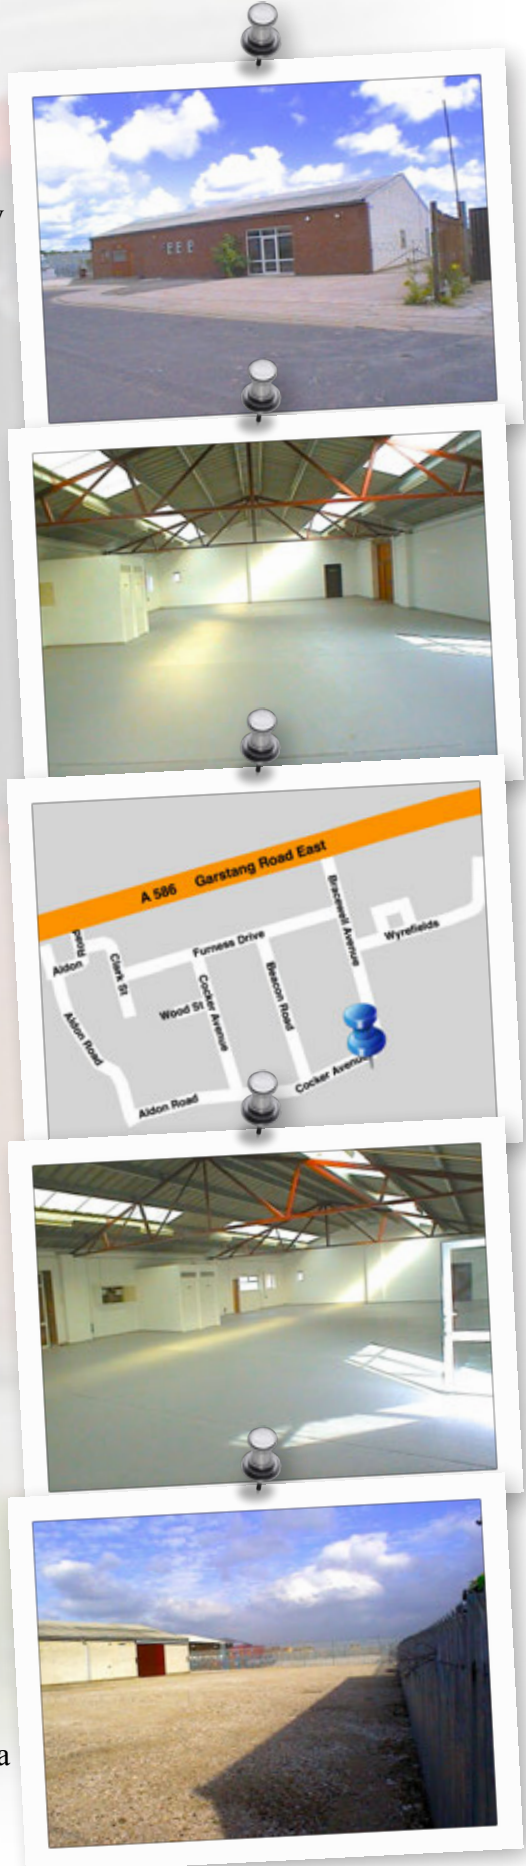 y
A 586 Garstang Road East
Bracewell Avenue
Wyrefields
Furness Drive
Road
Aldon
Clark St
Cocker Avenue
Beacon Road
Wood St
Aldon Road
Cocker Avenue
Aldon Road
a